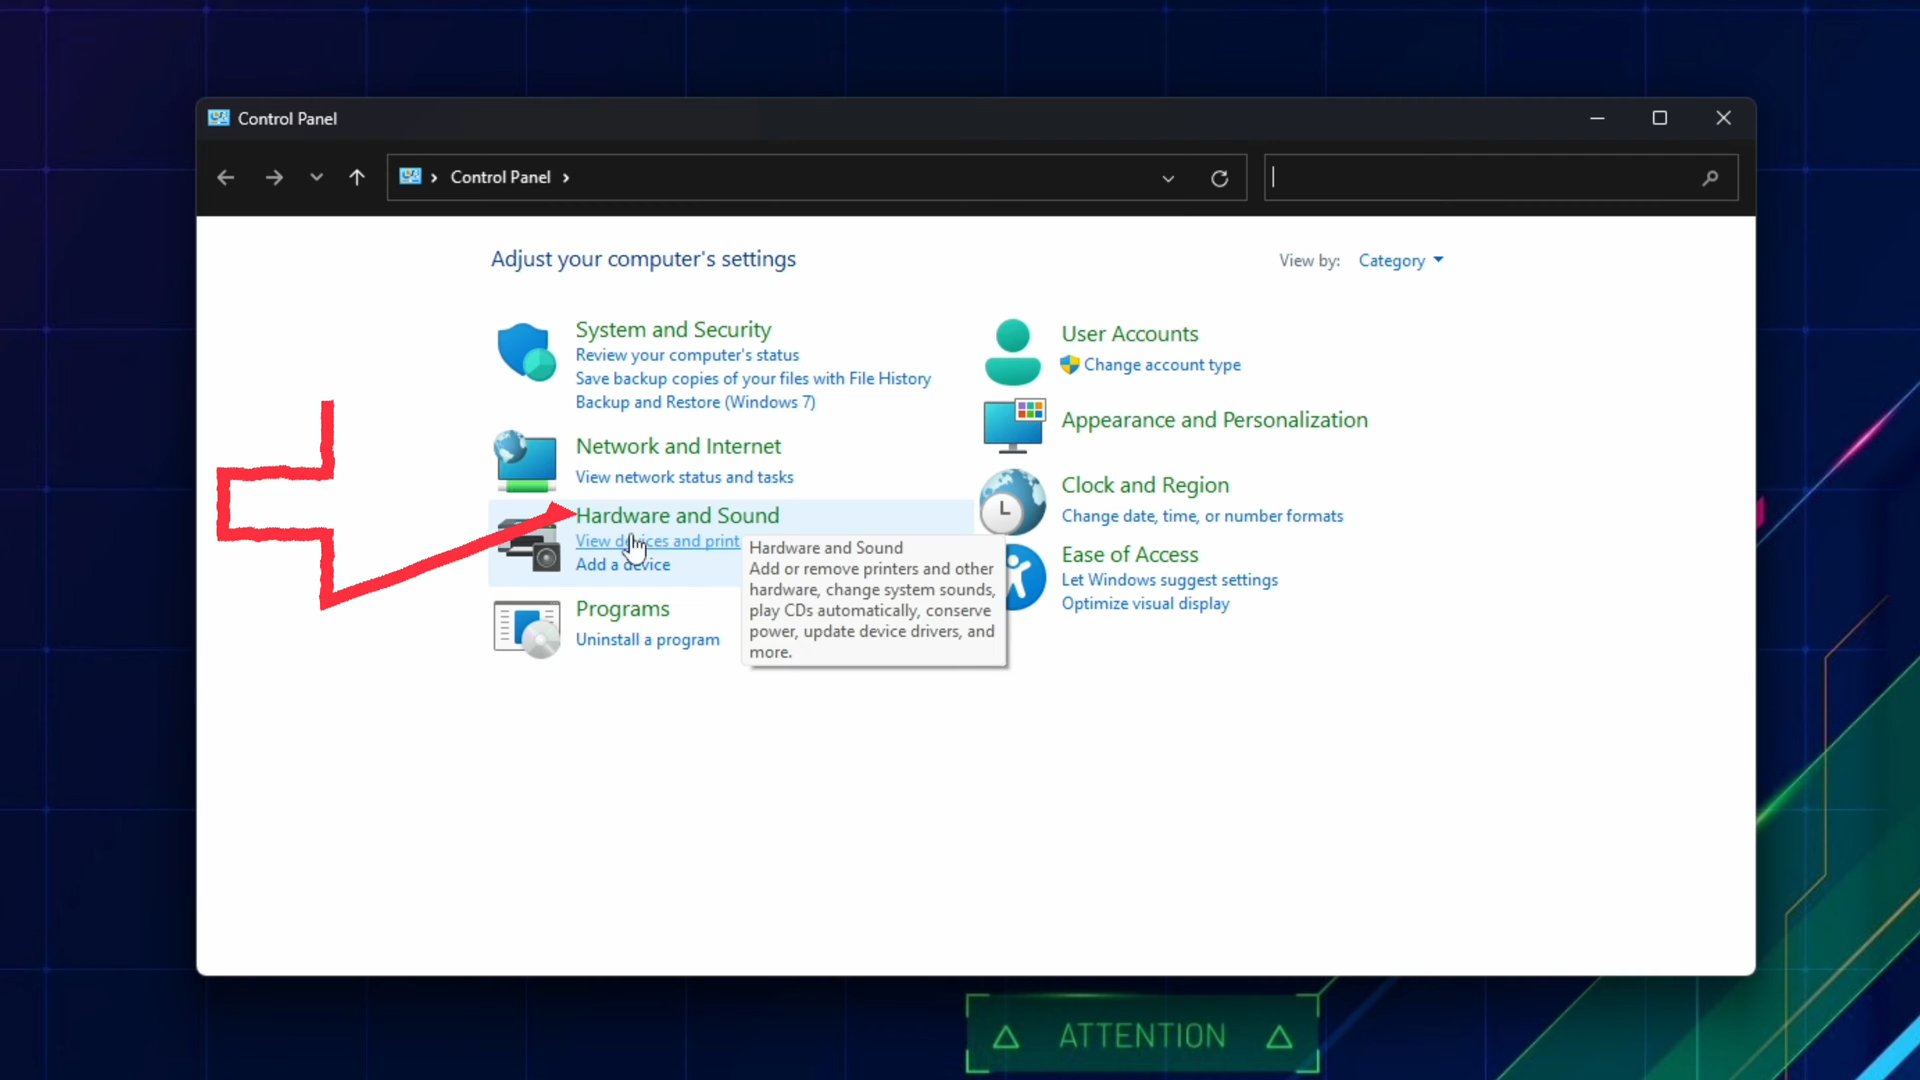 Control Panel
Control Panel
Adjust your computer's settings
View by: Category
System and Security
Review your computer's status
Save backup copies of your files with File History
Backup and Restore (Windows 7)
Network and Internet
View network status and tasks
Hardware and Sound
View devices and print
Add a device
Programs
Uninstall a program
Hardware and Sound
Add or remove printers and other
hardware, change system sounds,
play CDs automatically, conserve
power, update device drivers, and
more.
User Accounts
Change account type
Appearance and Personalization
Clock and Region
Change date, time, or number formats
Ease of Access
Let Windows suggest settings
Optimize visual display
ATTENTION